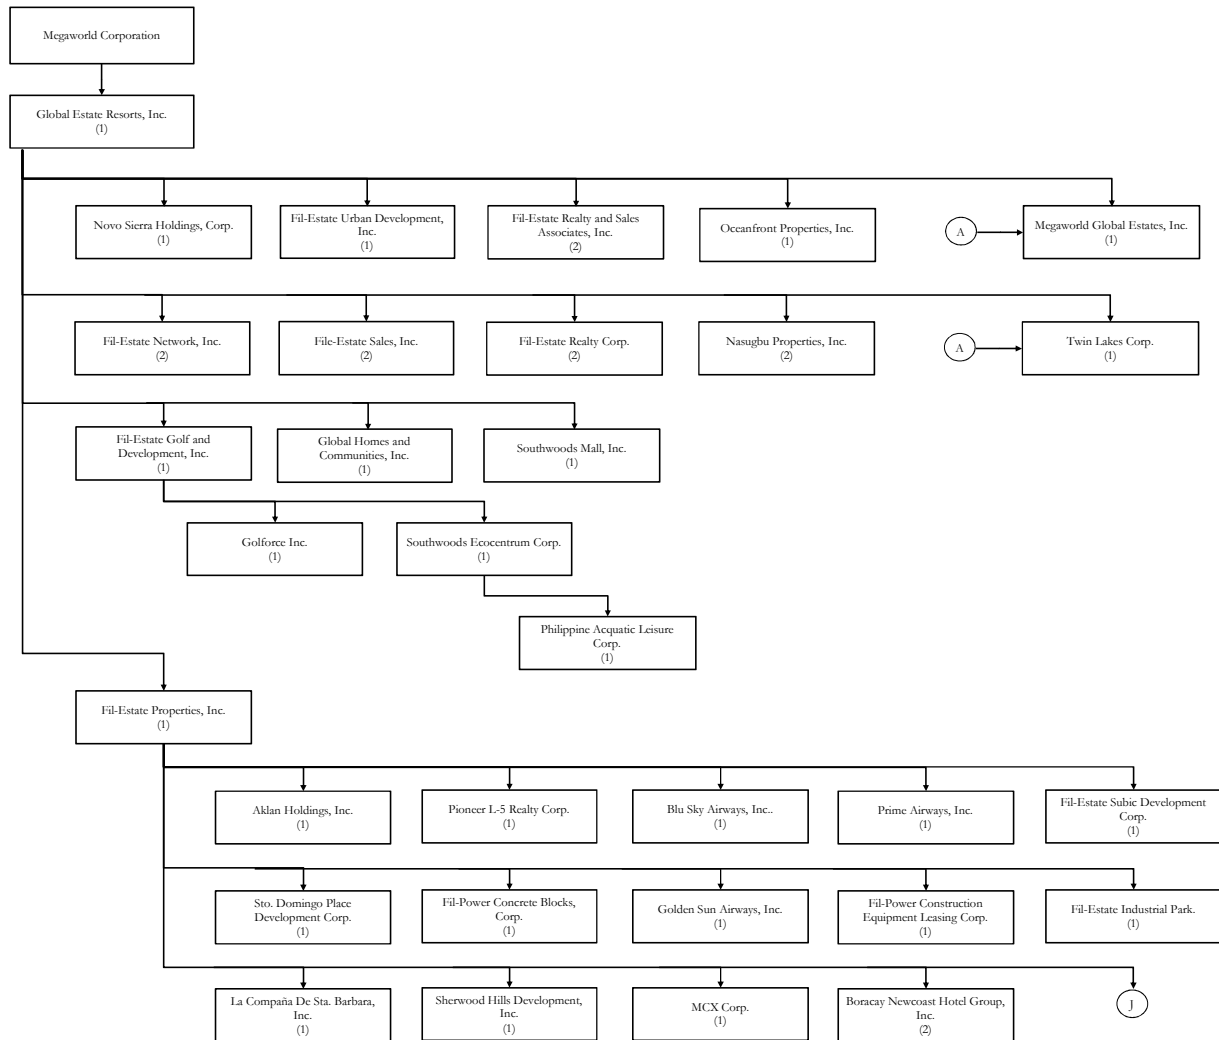 Megaworld Corporation
Global Estate Resorts, Inc.
(1)
Novo Sierra Holdings, Corp.
(1)
Fil-Estate Urban Development,
Inc.
(1)
Fil-Estate Realty and Sales
Associates, Inc.
(2)
Oceanfront Properties, Inc.
(1)
A
Megaworld Global Estates, Inc.
(1)
Fil-Estate Network, Inc.
(2)
File-Estate Sales, Inc.
(2)
Fil-Estate Realty Corp.
(2)
Nasugbu Properties, Inc.
(2)
A
Twin Lakes Corp.
(1)
Fil-Estate Golf and
Development, Inc.
(1)
Global Homes and
Communities, Inc.
(1)
Southwoods Mall, Inc.
(1)
Golforce Inc.
(1)
Southwoods Ecocentrum Corp.
(1)
Philippine Acquatic Leisure
Corp.
(1)
Fil-Estate Properties, Inc.
(1)
Aklan Holdings, Inc.
(1)
Pioneer L-5 Realty Corp.
(1)
Blu Sky Airways, Inc..
(1)
Prime Airways, Inc.
(1)
Fil-Estate Subic Development
Corp.
(1)
Sto. Domingo Place
Development Corp.
(1)
Fil-Power Concrete Blocks,
Corp.
(1)
Golden Sun Airways, Inc.
(1)
Fil-Power Construction
Equipment Leasing Corp.
(1)
Fil-Estate Industrial Park.
(1)
La Compaña De Sta. Barbara,
Inc.
(1)
Sherwood Hills Development,
Inc.
(1)
MCX Corp.
(1)
Boracay Newcoast Hotel Group,
Inc.
(2)
J